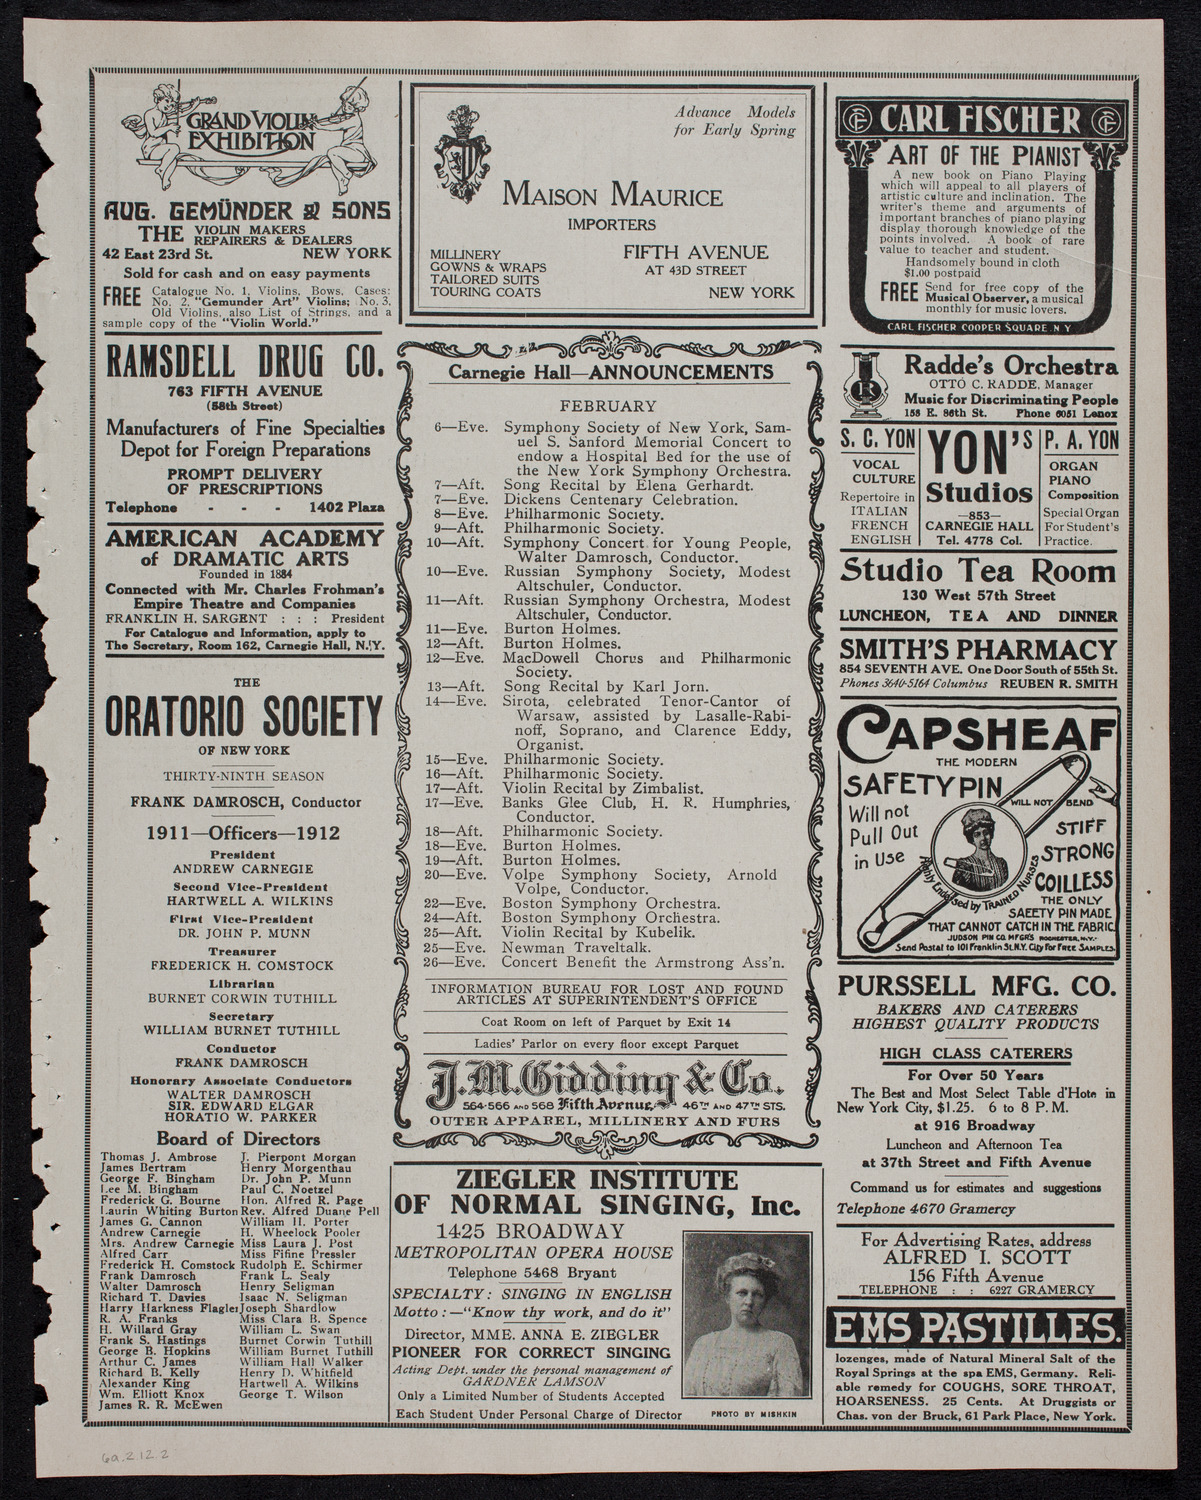 GRAND VIOLIN
EXHIBITION
AUG. GEMÜNDER & SONS
THE VIOLIN MAKERS
REPAIRERS & DEALERS
42 East 23rd St. NEW YORK
Sold for cash and on easy payments
FREE Catalogue No. 1, Violins, Bows, Cases:
No. 2, "Gemunder Art" Violins; No. 3,
Old Violins, also List of Strings, and a
sample copy of the "Violin World."
RAMSDELL DRUG CO.
763 FIFTH AVENUE
(58th Street)
Manufacturers of Fine Specialties
Depot for Foreign Preparations
PROMPT DELIVERY
OF PRESCRIPTIONS
Telephone - - - 1402 Plaza
AMERICAN ACADEMY
of DRAMATIC ARTS
Founded in 1884
Connected with Mr. Charles Frohman's
Empire Theatre and Companies
FRANKLIN H. SARGENT : : : President
For Catalogue and Information, apply to
The Secretary, Room 162, Carnegie Hall, N. Y.
THE
ORATORIO SOCIETY
OF NEW YORK
THIRTY-NINTH SEASON
FRANK DAMROSCH, Conductor
1911—Officers—1912
President
ANDREW CARNEGIE
Second Vice-President
HARTWELL A. WILKINS
First Vice-President
DR. JOHN P. MUNN
Treasurer
FREDERICK H. COMSTOCK
Librarian
BURNET CORWIN TUTHILL
Secretary
WILLIAM BURNET TUTHILL
Conductor
FRANK DAMROSCH
Honorary Associate Conductors
WALTER DAMROSCH
SIR. EDWARD ELGAR
HORATIO W. PARKER
Board of Directors
Thomas J. Ambrose J. Pierpont Morgan
James Bertram Henry Morgenthau
George F. Bingham Dr. John P. Munn
Lee M. Bingham Paul C. Noetzel
Frederick G. Bourne Hon. Alfred R. Page
Laurin Whiting Burton Rev. Alfred Duane Pell
James G. Cannon William H. Porter
Andrew Carnegie H. Wheelock Pooler
Mrs. Andrew Carnegie Miss Laura J. Post
Alfred Carr Miss Fifine Pressler
Frederick H. Comstock Rudolph E. Schirmer
Frank Damrosch Frank L. Sealy
Walter Damrosch Henry Seligman
Richard T. Davies Isaac N. Seligman
Harry Harkness Flagler Joseph Shardlow
R. A. Franks Miss Clara B. Spence
H. Willard Gray William L. Swan
Frank S. Hastings Burnet Corwin Tuthill
George B. Hopkins William Burnet Tuthill
Arthur C. James William Hall Walker
Richard B. Kelly Henry D. Whitfield
Alexander King Hartwell A. Wilkins
Wm. Elliott Knox George T. Wilson
James R. R. McEwen
6a.2.12.2
Advance Models
for Early Spring
MAISON MAURICE
IMPORTERS
MILLINERY
GOWNS & WRAPS
TAILORED SUITS
TOURING COATS
FIFTH AVENUE
AT 43D STREET
NEW YORK
Carnegie Hall—ANNOUNCEMENTS
FEBRUARY
6—Eve. Symphony Society of New York, Sam-
uel S. Sanford Memorial Concert to
endow a Hospital Bed for the use of
the New York Symphony Orchestra.
7—Aft. Song Recital by Elena Gerhardt.
7—Eve. Dickens Centenary Celebration.
8—Eve. Philharmonic Society.
9—Aft. Philharmonic Society.
10—Aft. Symphony Concert for Young People,
Walter Damrosch, Conductor.
10—Eve. Russian Symphony Society, Modest
Altschuler, Conductor.
11—Aft. Russian Symphony Orchestra, Modest
Altschuler, Conductor.
11—Eve. Burton Holmes.
12—Aft. Burton Holmes.
12—Eve. MacDowell Chorus and Philharmonic
Society.
13—Aft. Song Recital by Karl Jorn.
14—Eve. Sirota, celebrated Tenor-Cantor of
Warsaw, assisted by Lasalle-Rabi-
noff, Soprano, and Clarence Eddy,
Organist.
15—Eve. Philharmonic Society.
16—Aft. Philharmonic Society.
17—Aft. Violin Recital by Zimbalist.
17—Eve. Banks Glee Club, H. R. Humphries,
Conductor.
18—Aft. Philharmonic Society.
18—Eve. Burton Holmes.
19—Aft. Burton Holmes.
20—Eve. Volpe Symphony Society, Arnold
Volpe, Conductor.
22—Eve. Boston Symphony Orchestra.
24—Aft. Boston Symphony Orchestra.
25—Aft. Violin Recital by Kubelik.
25—Eve. Newman Traveltalk.
26—Eve. Concert Benefit the Armstrong Ass'n.
INFORMATION BUREAU FOR LOST AND FOUND
ARTICLES AT SUPERINTENDENT'S OFFICE
Coat Room on left of Parquet by Exit 14
Ladies' Parlor on every floor except Parquet
J. M. Gidding & Co.
564-566 AND 568 Fifth Avenue, 46TH AND 47TH STS.
OUTER APPAREL, MILLINERY AND FURS
ZIEGLER INSTITUTE
OF NORMAL SINGING, Inc.
1425 BROADWAY
METROPOLITAN OPERA HOUSE
Telephone 5468 Bryant
SPECIALTY: SINGING IN ENGLISH
Motto:—"Know thy work, and do it"
Director, MME. ANNA E. ZIEGLER
PIONEER FOR CORRECT SINGING
Acting Dept. under the personal management of
GARDNER LAMSON
Only a Limited Number of Students Accepted
Each Student Under Personal Charge of Director
PHOTO BY MISHKIN
CF CARL FISCHER CF
ART OF THE PIANIST
A new book on Piano Playing
which will appeal to all players of
artistic culture and inclination. The
writer's theme and arguments of
important branches of piano playing
display thorough knowledge of the
points involved. A book of rare
value to teacher and student.
Handsomely bound in cloth
$1.00 postpaid
FREE Send for free copy of the
Musical Observer, a musical
monthly for music lovers.
CARL FISCHER COOPER SQUARE, N Y
R
Radde's Orchestra
OTTO C. RADDE, Manager
Music for Discriminating People
158 E. 86th St. Phone 6051 Lenox
S. C. YON
VOCAL
CULTURE
Repertoire in
ITALIAN
FRENCH
ENGLISH
YON'S
Studios
—853—
CARNEGIE HALL
Tel. 4778 Col.
P. A. YON
ORGAN
PIANO
Composition
Special Organ
For Student's
Practice.
Studio Tea Room
130 West 57th Street
LUNCHEON, TEA AND DINNER
SMITH'S PHARMACY
854 SEVENTH AVE. One Door South of 55th St.
Phones 3640-5164 Columbus REUBEN R. SMITH
CAPSHEAF
THE MODERN
SAFETY PIN
WILL NOT BEND
Will not
Pull Out
in Use
STIFF
STRONG
COILLESS
Highly Endorsed by TRAINED NURSES
THE ONLY
SAFETY PIN MADE
THAT CANNOT CATCH IN THE FABRIC
JUDSON PIN CO. MFGRS ROCHESTER, N.Y.
Send Postal to 101 Franklin St. N.Y. City for FREE SAMPLES.
PURSSELL MFG. CO.
BAKERS AND CATERERS
HIGHEST QUALITY PRODUCTS
HIGH CLASS CATERERS
For Over 50 Years
The Best and Most Select Table d'Hote in
New York City, $1.25. 6 to 8 P. M.
at 916 Broadway
Luncheon and Afternoon Tea
at 37th Street and Fifth Avenue
Command us for estimates and suggestions
Telephone 4670 Gramercy
For Advertising Rates, address
ALFRED I. SCOTT
156 Fifth Avenue
TELEPHONE : : 6227 GRAMERCY
EMS PASTILLES.
lozenges, made of Natural Mineral Salt of the
Royal Springs at the spa EMS, Germany. Reli-
able remedy for COUGHS, SORE THROAT,
HOARSENESS. 25 Cents. At Druggists or
Chas. von der Bruck, 61 Park Place, New York.